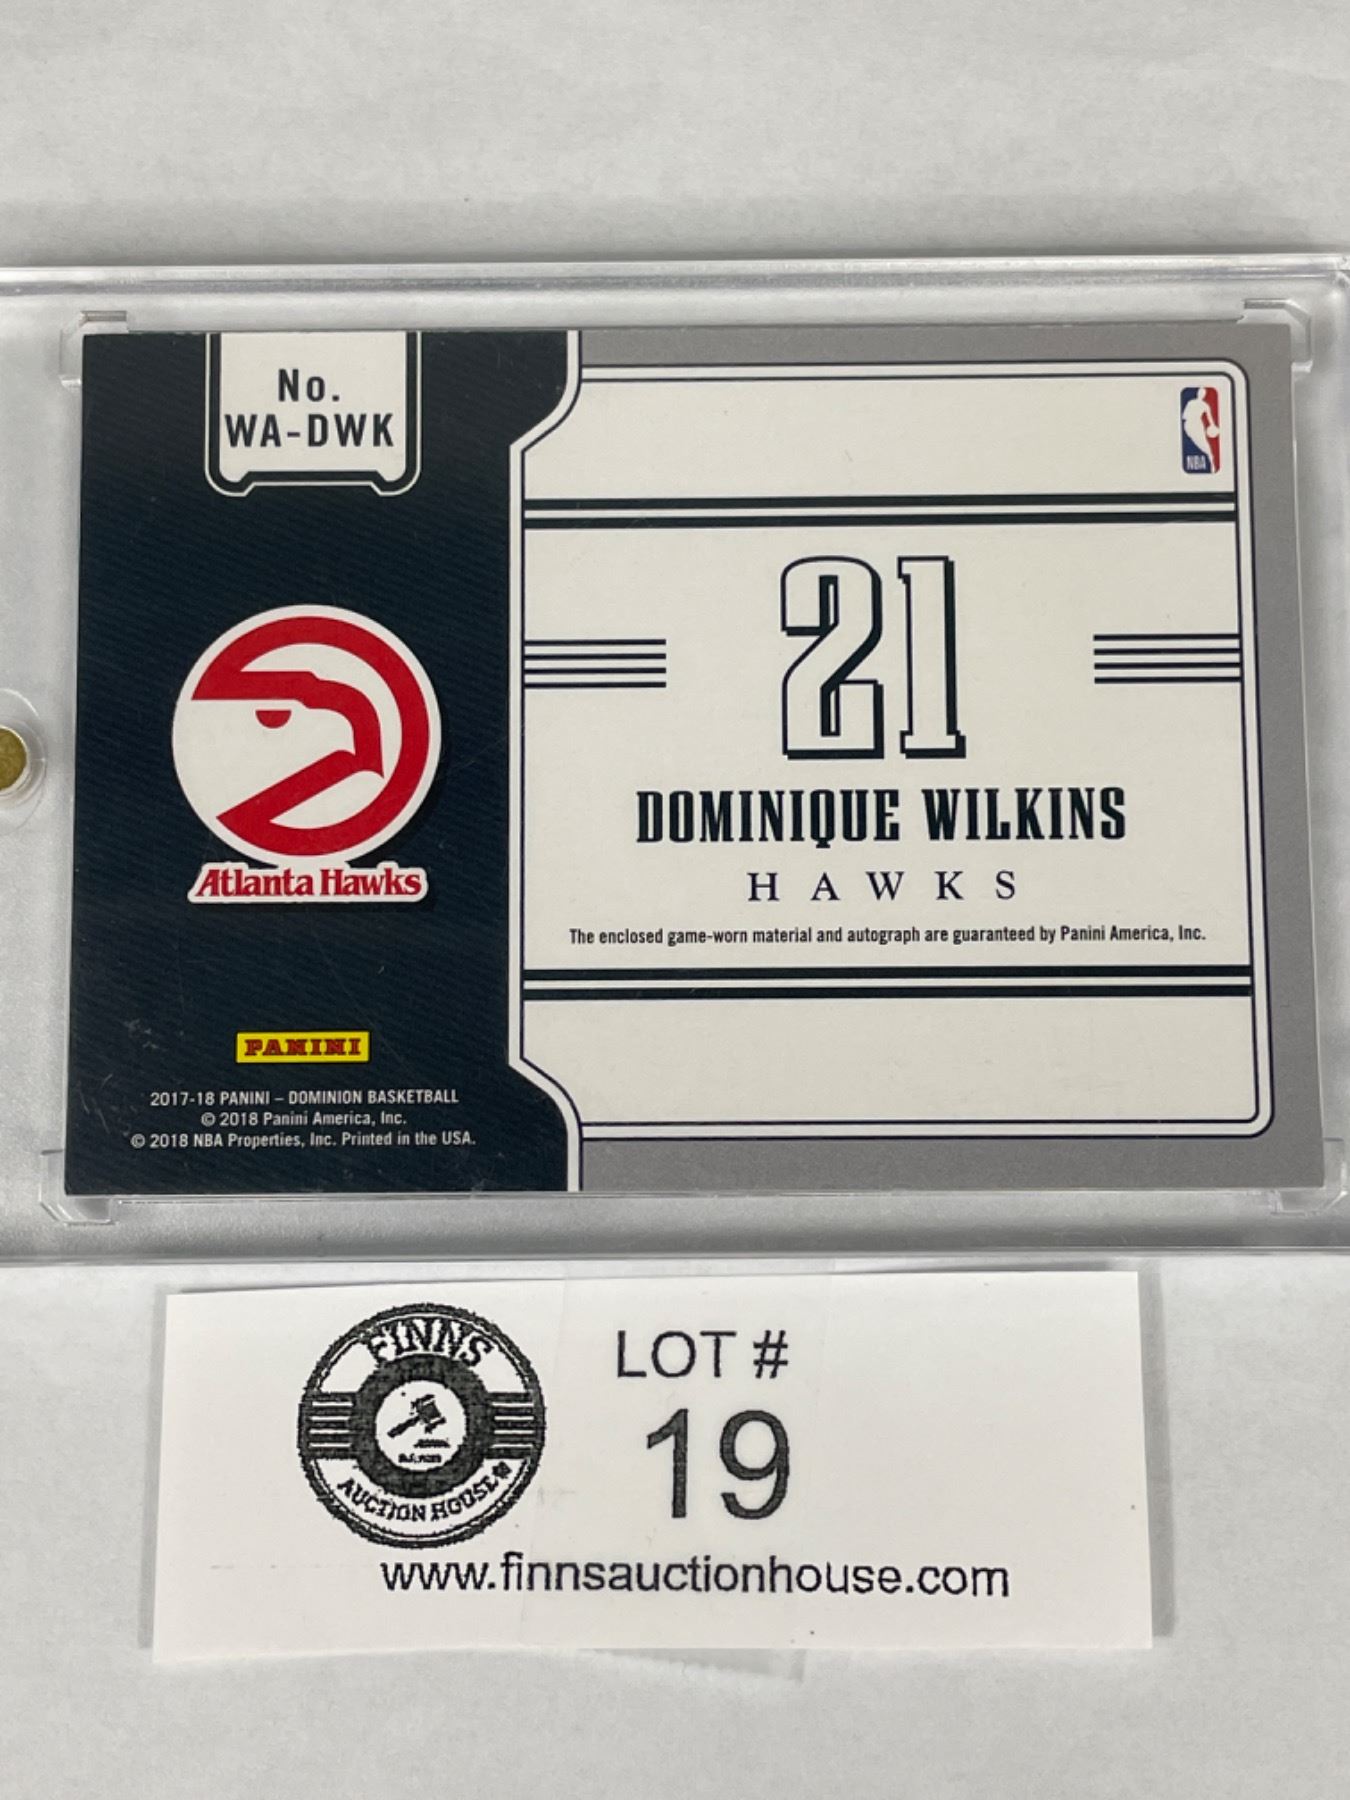 No.
WA-DWK
NBA
21
DOMINIQUE WILKINS
HAWKS
The enclosed game-worn material and autograph are guaranteed by Panini America, Inc.
Atlanta Hawks
PANINI
2017-18 PANINI – DOMINION BASKETBALL
© 2018 Panini America, Inc.
© 2018 NBA Properties, Inc. Printed in the USA.
FINNS
AUCTION HOUSE
LOT #
19
www.finnsauctionhouse.com